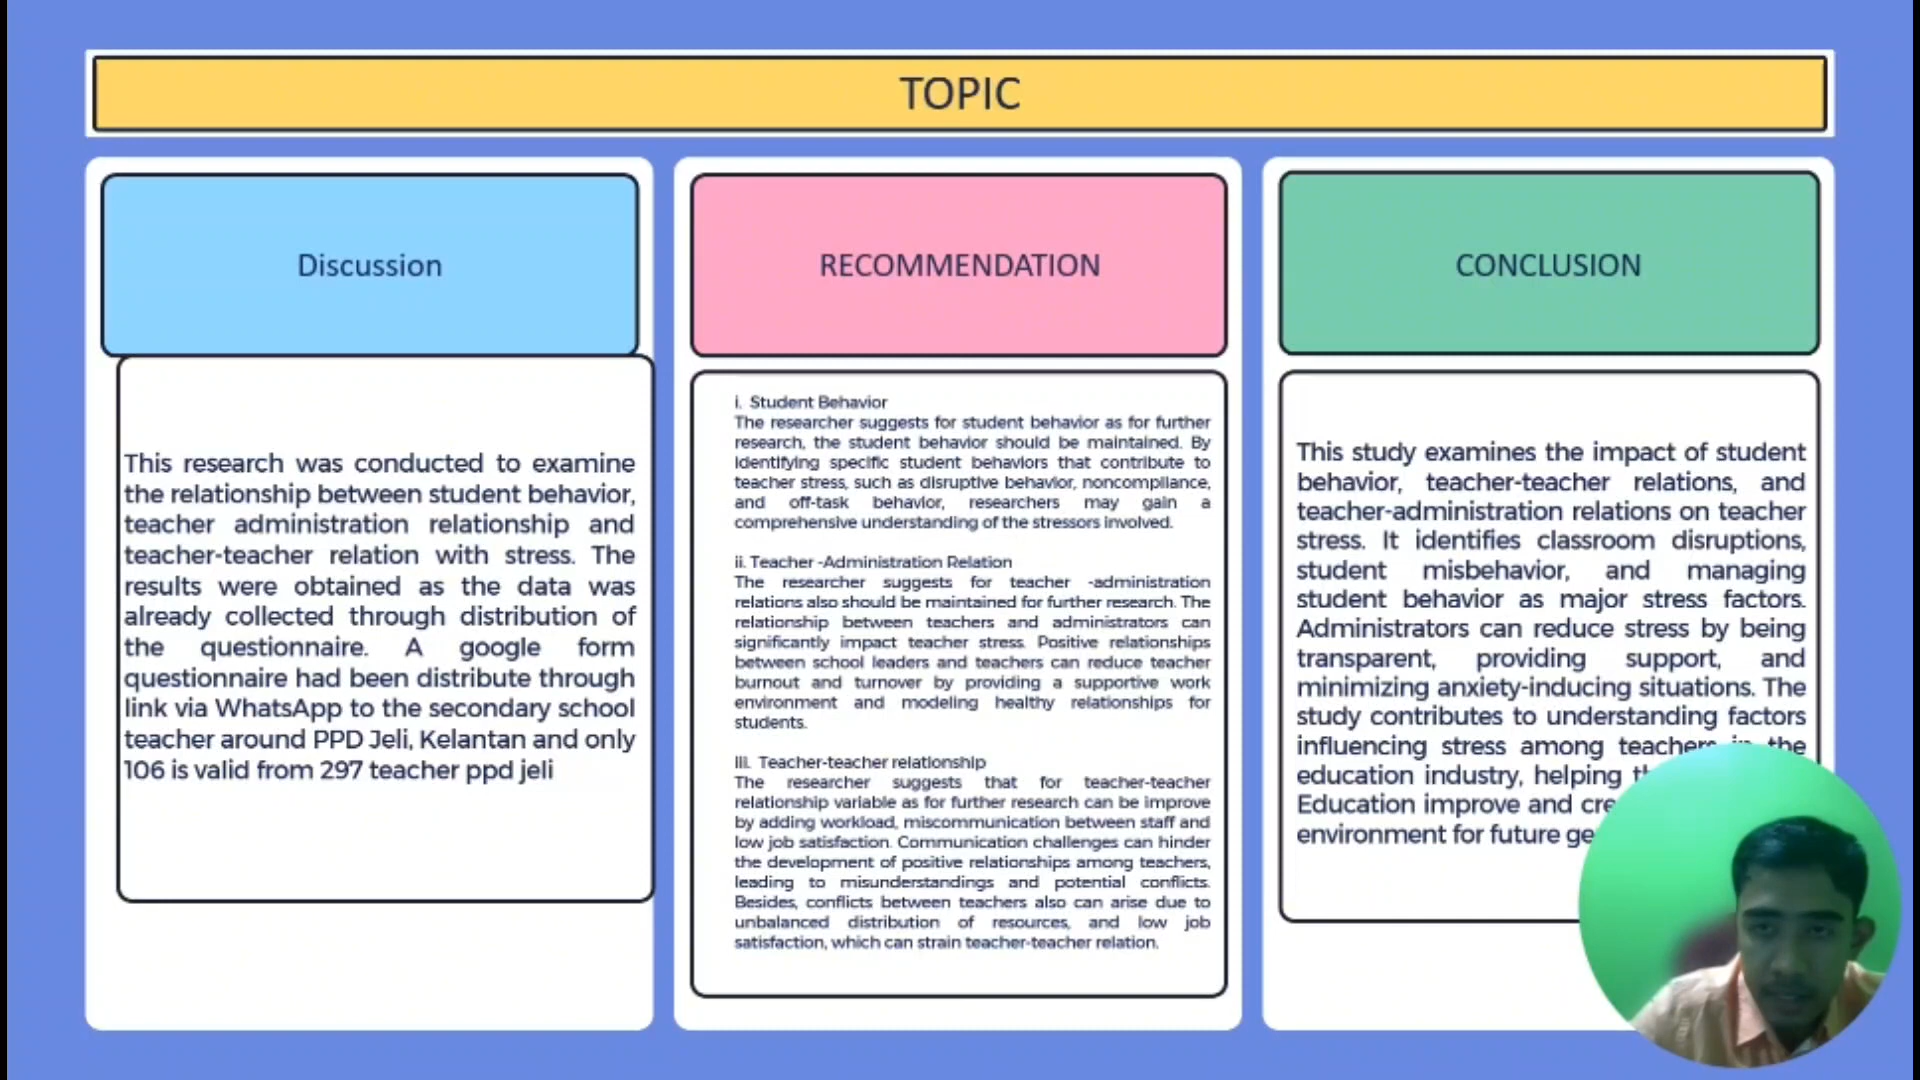 TOPIC
Discussion
This research was conducted to examine
the relationship between student behavior,
teacher administration relationship and
teacher-teacher relation with stress. The
results were obtained as the data was
already collected through distribution of
the questionnaire. A google form
questionnaire had been distribute through
link via WhatsApp to the secondary school
teacher around PPD Jeli, Kelantan and only
106 is valid from 297 teacher ppd jeli
RECOMMENDATION
i. Student Behavior
The researcher suggests for student behavior as for further
research, the student behavior should be maintained. By
identifying specific student behaviors that contribute to
teacher stress, such as disruptive behavior, noncompliance,
and off-task behavior, researchers may gain a
comprehensive understanding of the stressors involved.
ii. Teacher -Administration Relation
The researcher suggests for teacher -administration
relations also should be maintained for further research. The
relationship between teachers and administrators can
significantly impact teacher stress. Positive relationships
between school leaders and teachers can reduce teacher
burnout and turnover by providing a supportive work
environment and modeling healthy relationships for
students.
III. Teacher-teacher relationship
The researcher suggests that for teacher-teacher
relationship variable as for further research can be improve
by adding workload, miscommunication between staff and
low job satisfaction. Communication challenges can hinder
the development of positive relationships among teachers,
leading to misunderstandings and potential conflicts.
Besides, conflicts between teachers also can arise due to
unbalanced distribution of resources, and low job
satisfaction, which can strain teacher-teacher relation.
CONCLUSION
This study examines the impact of student
behavior, teacher-teacher relations, and
teacher-administration relations on teacher
stress. It identifies classroom disruptions,
student misbehavior, and managing
student behavior as major stress factors.
Administrators can reduce stress by being
transparent, providing support, and
minimizing anxiety-inducing situations. The
study contributes to understanding factors
influencing stress among teachers in the
education industry, helping
Education improve and
environment for future